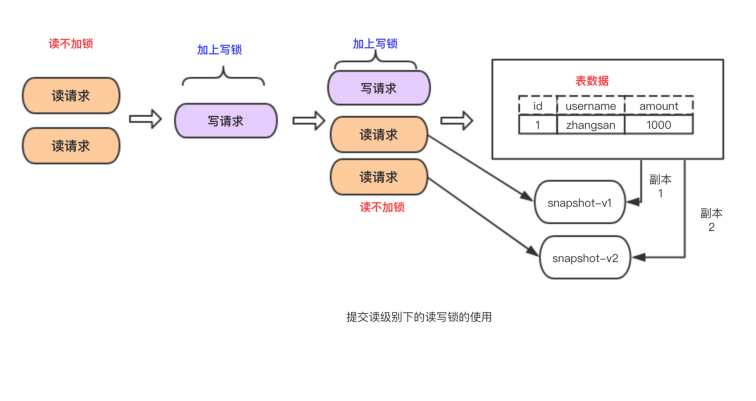 读不加锁
加上写锁
加上写锁
读请求
读请求
写请求
写请求
读请求
读请求
读不加锁
表数据
id username amount
1 zhangsan 1000
副本
1
副本
2
snapshot-v1
snapshot-v2
提交读级别下的读写锁的使用